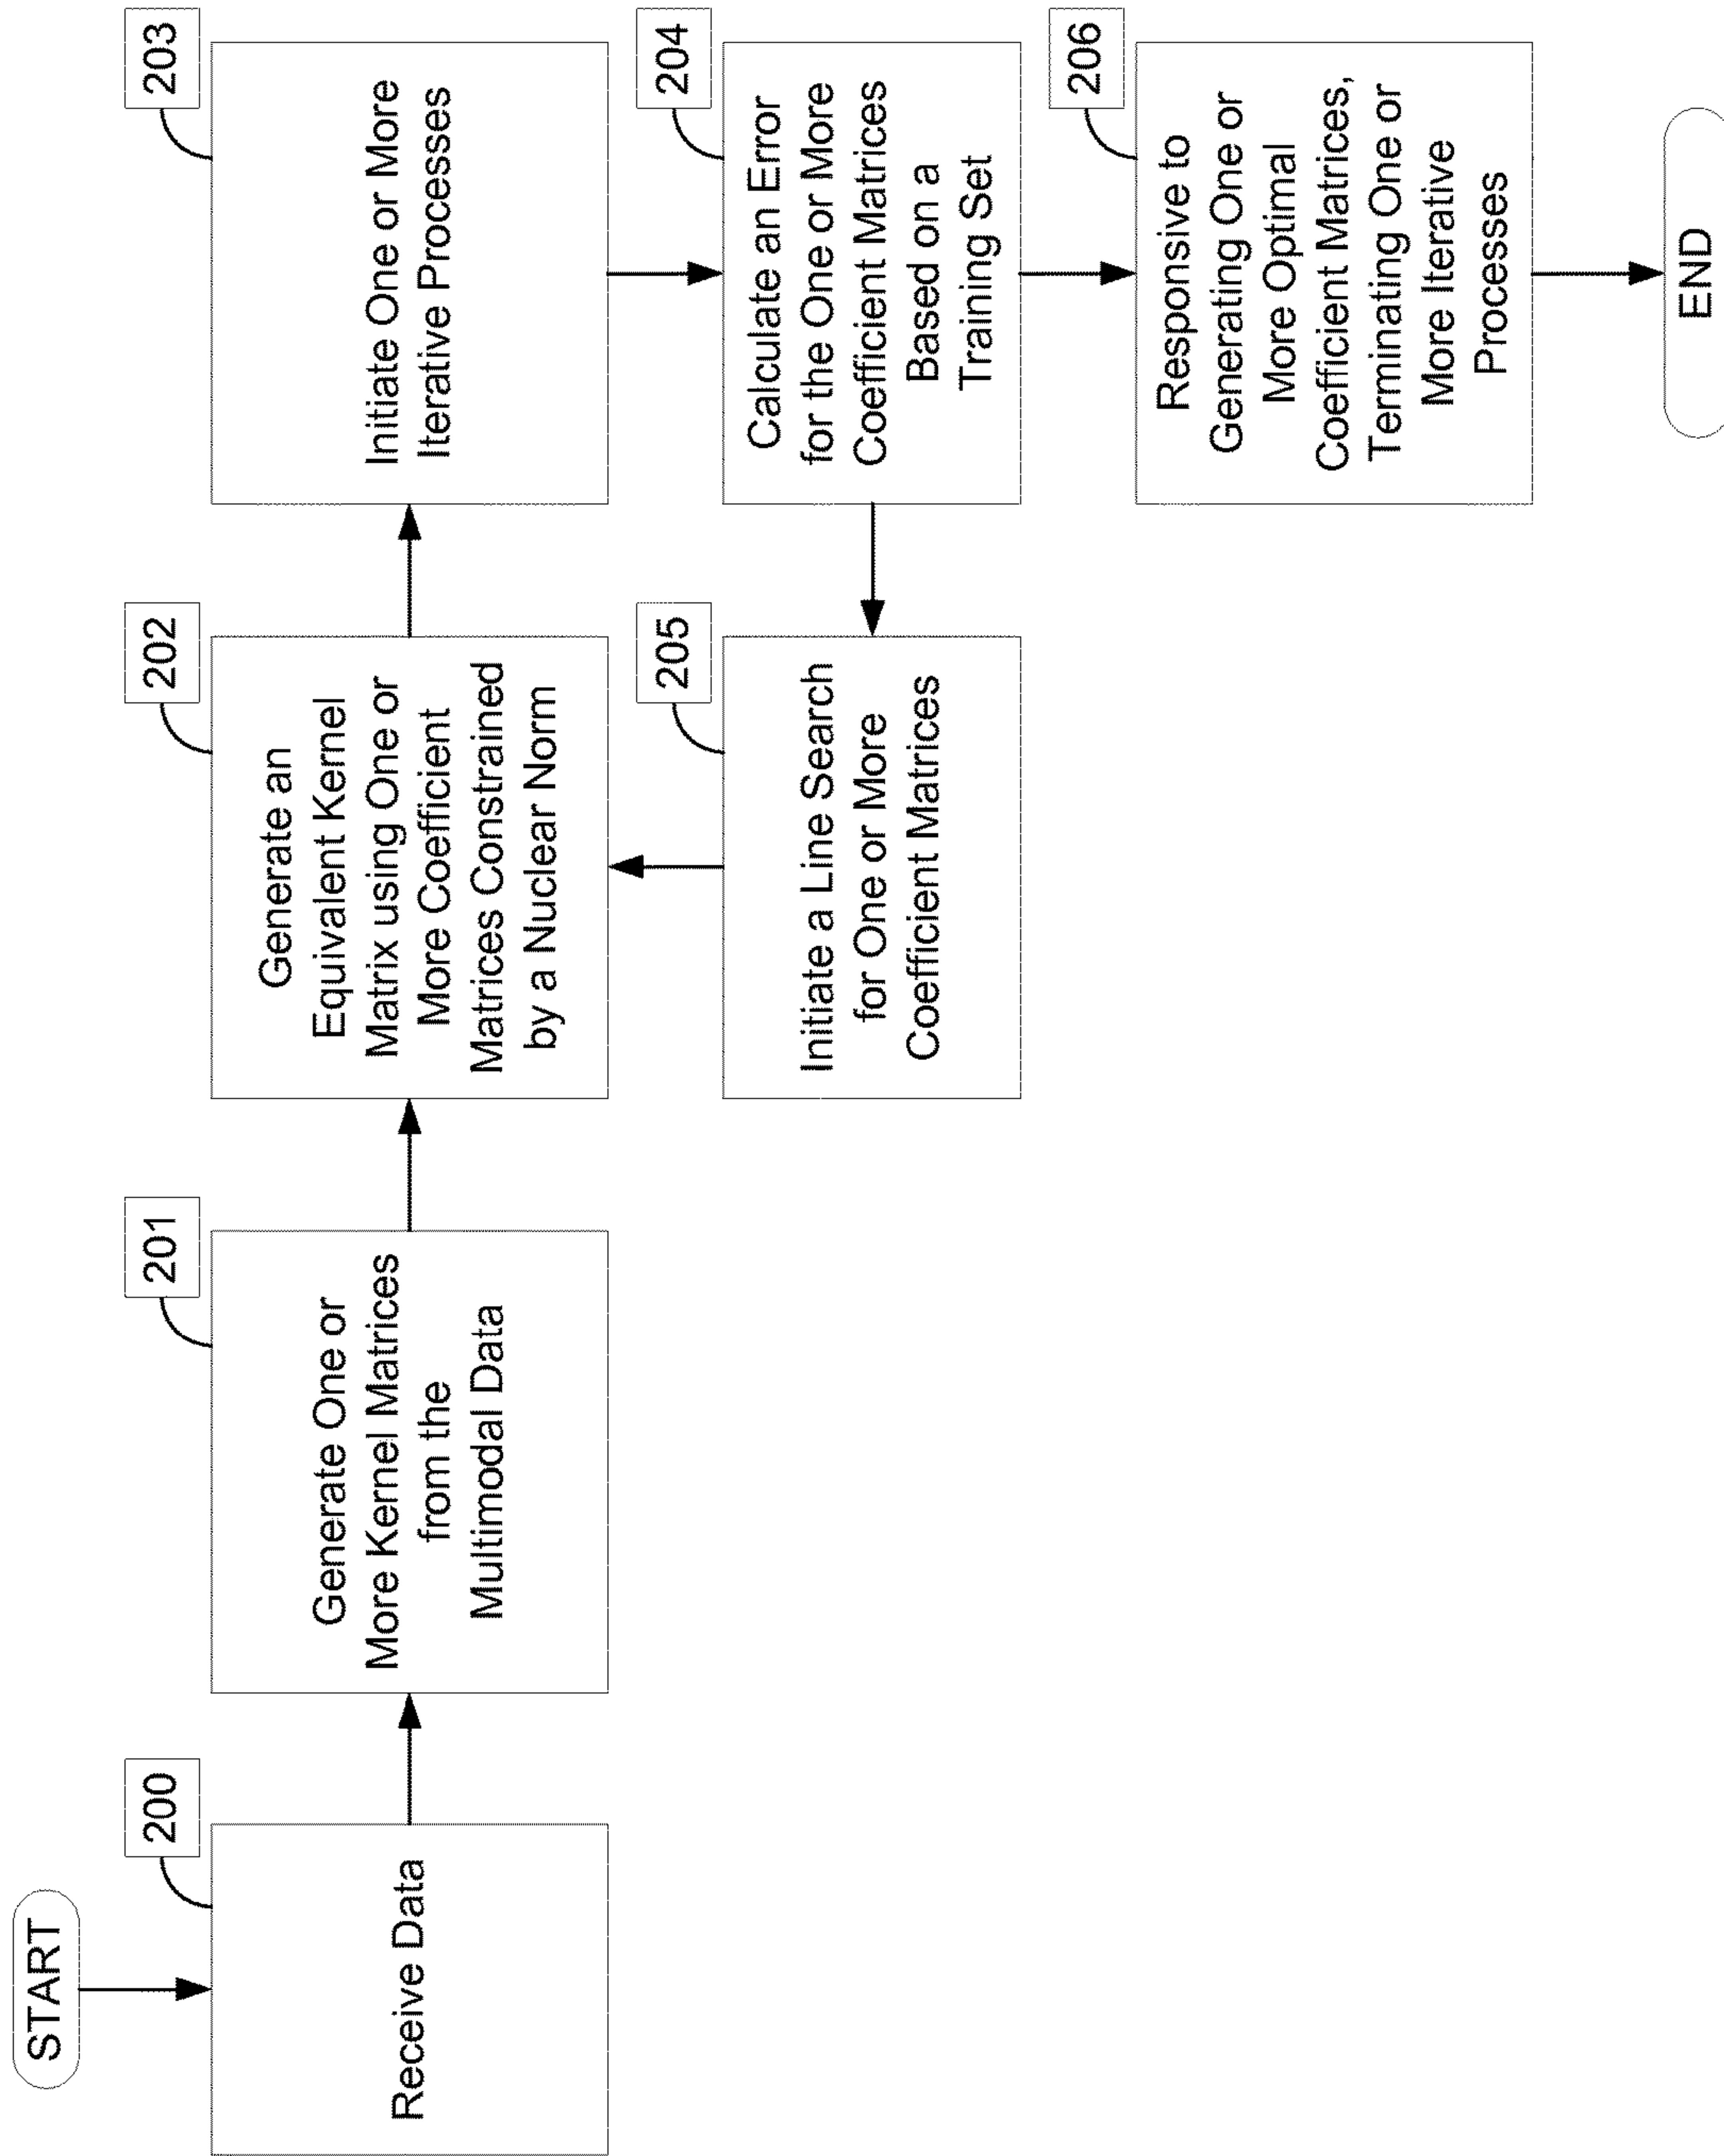 START
200
Receive Data
201
Generate One or
More Kernel Matrices
from the
Multimodal Data
202
Generate an
Equivalent Kernel
Matrix using One or
More Coefficient
Matrices Constrained
by a Nuclear Norm
203
Initiate One or More
Iterative Processes
204
Calculate an Error
for the One or More
Coefficient Matrices
Based on a
Training Set
205
Initiate a Line Search
for One or More
Coefficient Matrices
206
Responsive to
Generating One or
More Optimal
Coefficient Matrices,
Terminating One or
More Iterative
Processes
END